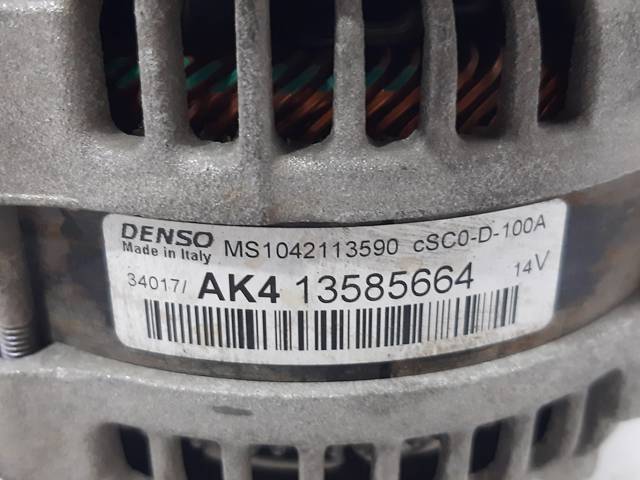 DENSO MS1042113590 cSC0-D-100A
Made in Italy
34017/ AK4 13585664 14V